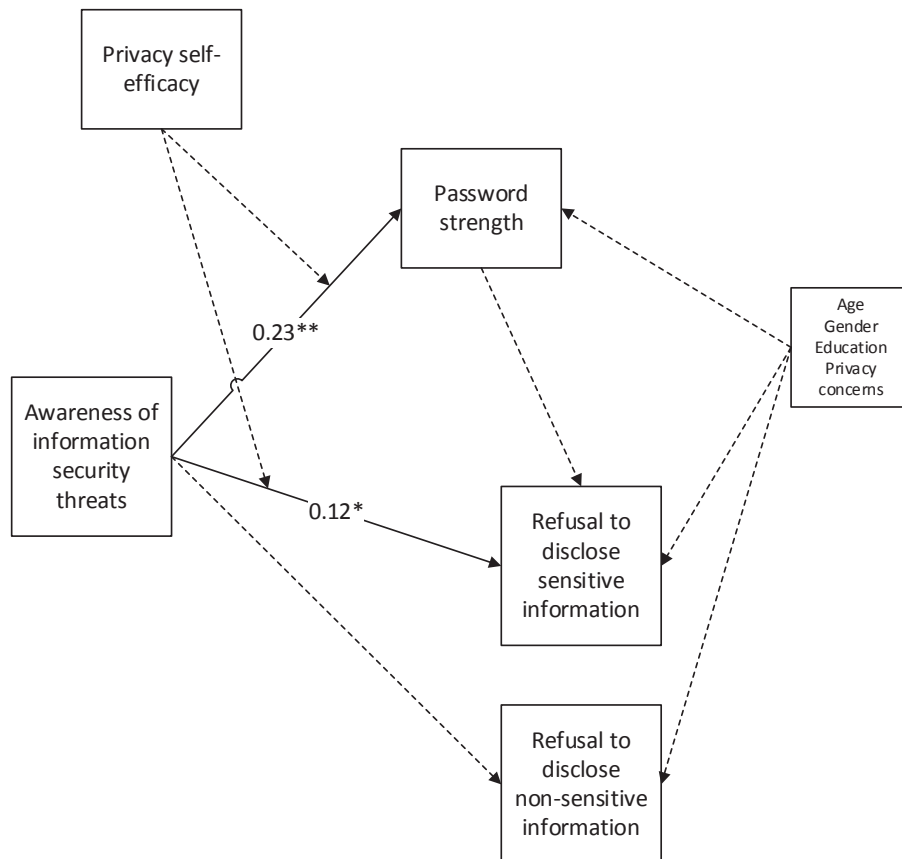 Privacy self-
efficacy
Password
strength
Age
Gender
Education
Privacy
concerns
0.23**
Awareness of
information
security
threats
0.12*
Refusal to
disclose
sensitive
information
Refusal to
disclose
non-sensitive
information